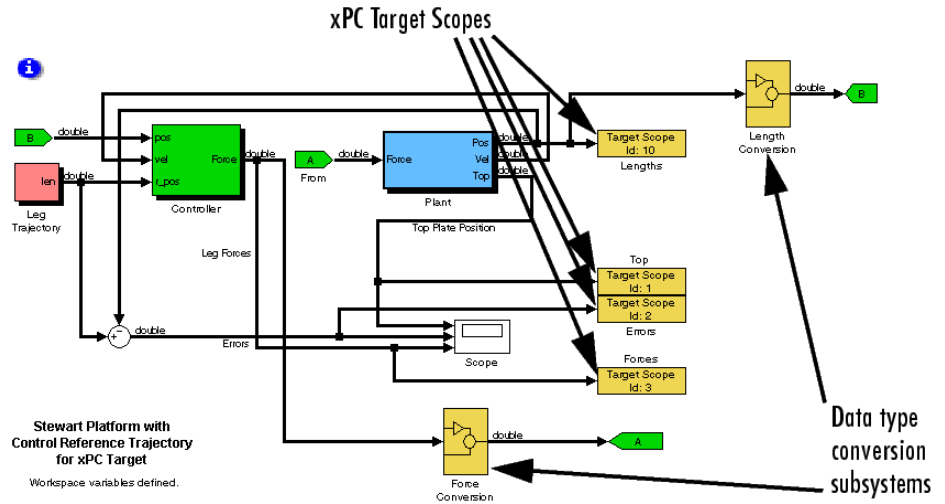 xPC Target Scopes
i
B
double
pos
vel
r_pos
Force
double
Controller
len
double
Leg
Trajectory
A
double
From
Force
Pos
Vel
Top
double
double
double
Plant
Top Plate Position
Target Scope
Id: 10
Lengths
double
B
Length
Conversion
Leg Forces
Top
Target Scope
Id: 1
Target Scope
Id: 2
Errors
+
−
double
Errors
Scope
Forces
Target Scope
Id: 3
Stewart Platform with
Control Reference Trajectory
for xPC Target
Workspace variables defined.
double
A
Force
Conversion
Data type
conversion
subsystems